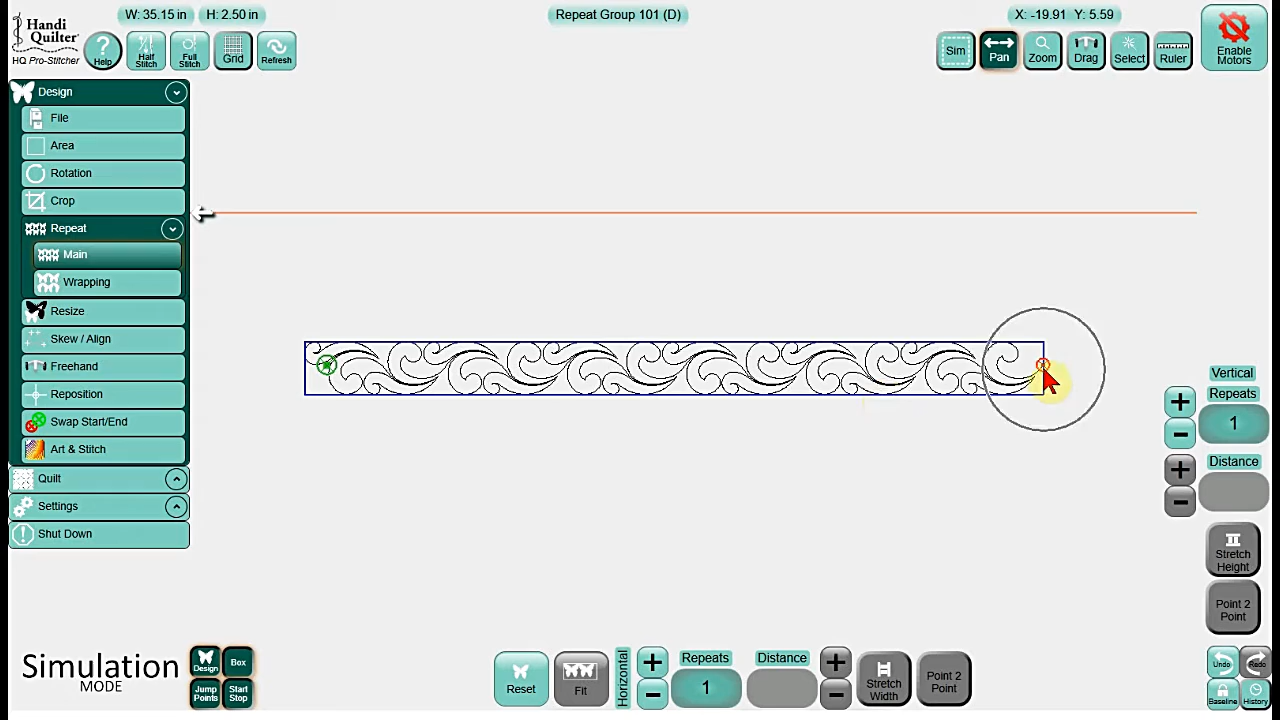 W: 35.15 in
H: 2.50 in
Repeat Group 101 (D)
X: -19.91 Y: 5.59
Handi
Quilter
HQ Pro-Stitcher
Help
Half
Stitch
Full
Stitch
Grid
Refresh
Sim
Pan
Zoom
Drag
Select
Ruler
Enable
Motors
Design
File
Area
Rotation
Crop
Repeat
Main
Wrapping
Resize
Skew / Align
Freehand
Reposition
Swap Start/End
Art & Stitch
Quilt
Settings
Shut Down
Vertical
Repeats
1
Distance
Stretch
Height
Point 2
Point
Simulation
MODE
Design
Box
Jump
Points
Start
Stop
Reset
Fit
Horizontal
Repeats
1
Distance
Stretch
Width
Point 2
Point
Undo
Redo
Baseline
History